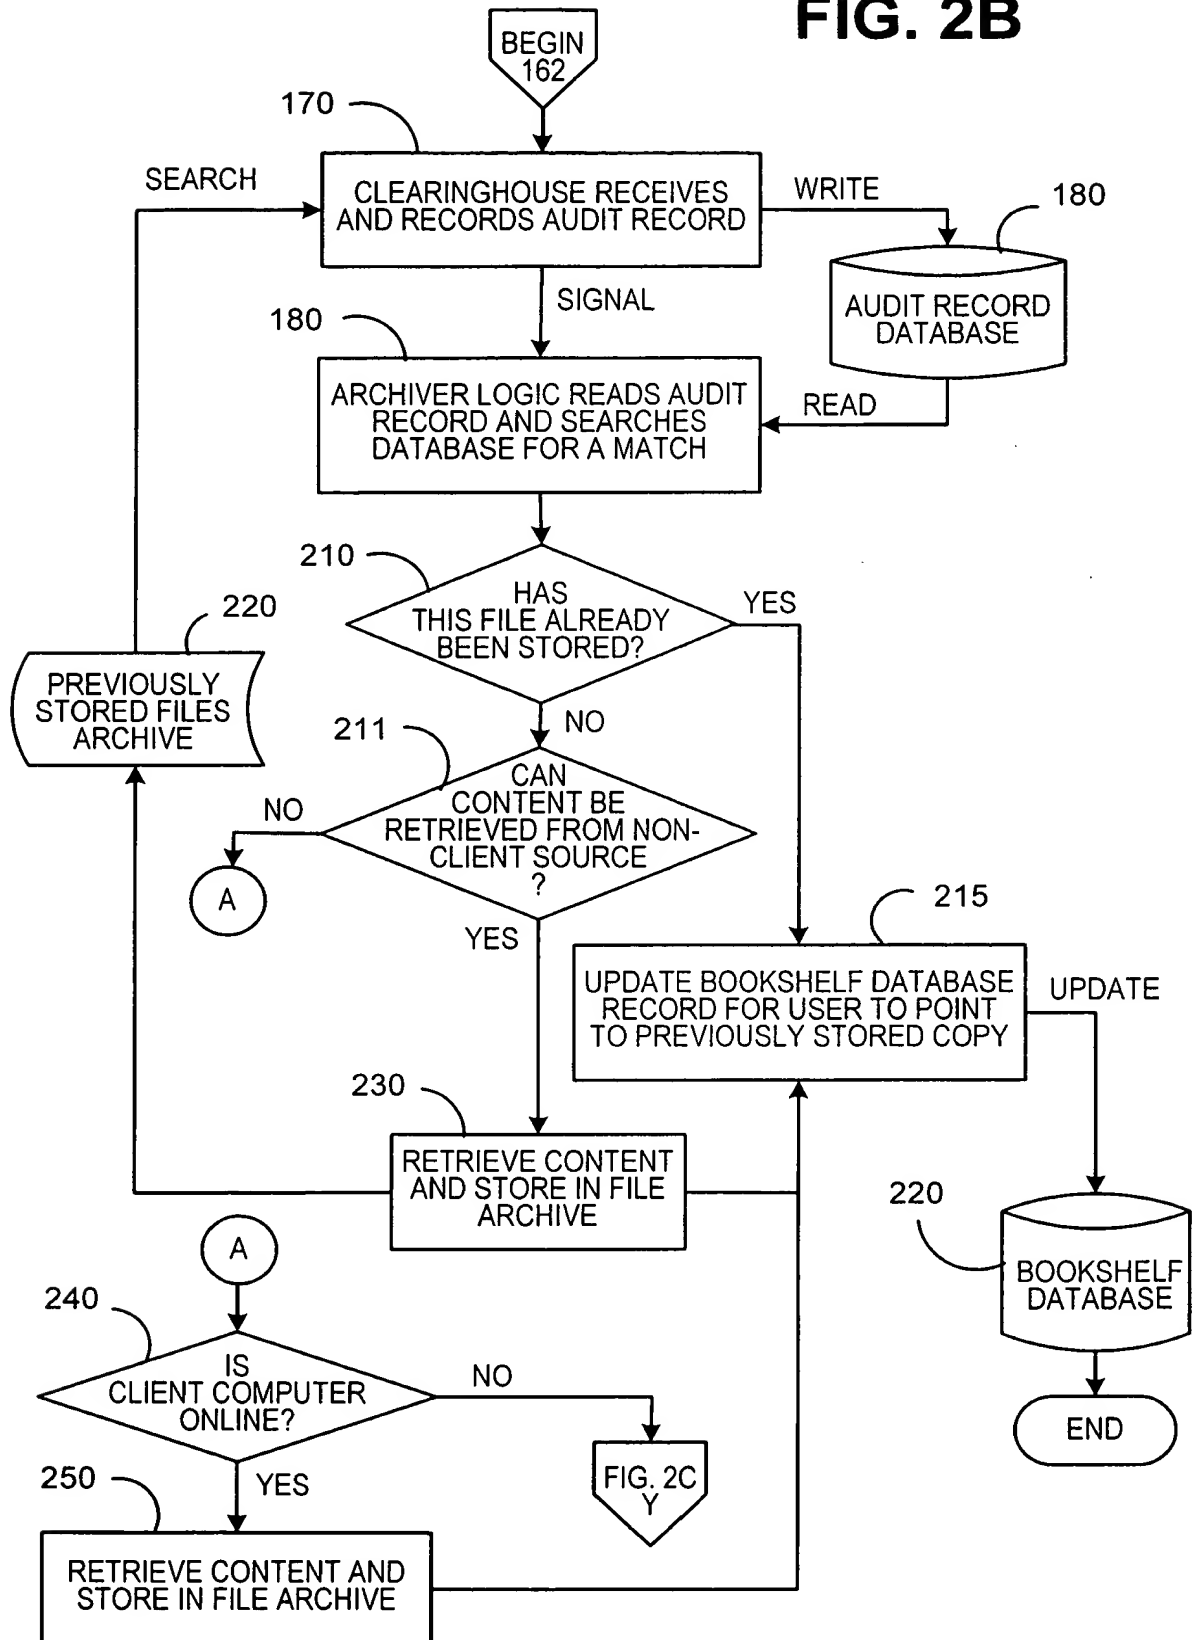 FIG. 2B
BEGIN
162
170
SEARCH
CLEARINGHOUSE RECEIVES
AND RECORDS AUDIT RECORD
WRITE
180
AUDIT RECORD
DATABASE
SIGNAL
180
ARCHIVER LOGIC READS AUDIT
RECORD AND SEARCHES
DATABASE FOR A MATCH
READ
210
HAS
THIS FILE ALREADY
BEEN STORED?
YES
220
PREVIOUSLY
STORED FILES
ARCHIVE
NO
211
CAN
CONTENT BE
RETRIEVED FROM NON-
CLIENT SOURCE
?
NO
A
YES
215
UPDATE BOOKSHELF DATABASE
RECORD FOR USER TO POINT
TO PREVIOUSLY STORED COPY
UPDATE
230
RETRIEVE CONTENT
AND STORE IN FILE
ARCHIVE
220
BOOKSHELF
DATABASE
END
A
240
IS
CLIENT COMPUTER
ONLINE?
NO
FIG. 2C
Y
YES
250
RETRIEVE CONTENT AND
STORE IN FILE ARCHIVE